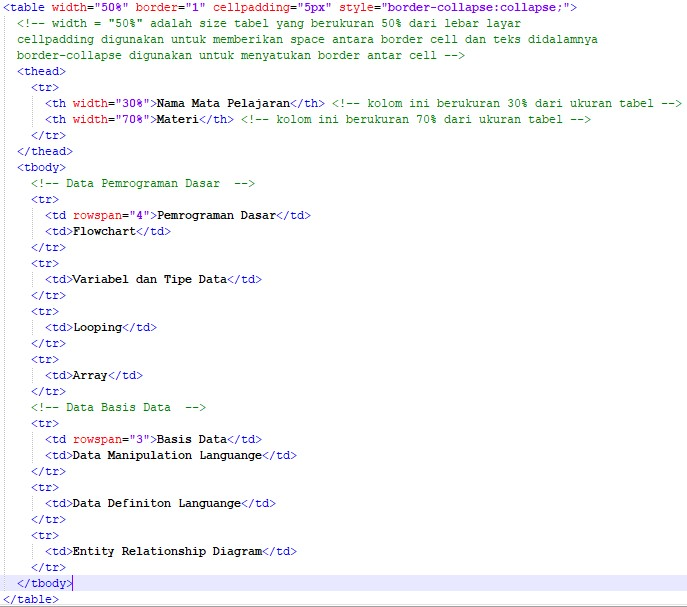 <table width="50%" border="1" cellpadding="5px" style="border-collapse:collapse;">
<!-- width = "50%" adalah size tabel yang berukuran 50% dari lebar layar
cellpadding digunakan untuk memberikan space antara border cell dan teks didalamnya
border-collapse digunakan untuk menyatukan border antar cell -->
<thead>
<tr>
<th width="30%">Nama Mata Pelajaran</th> <!-- kolom ini berukuran 30% dari ukuran tabel -->
<th width="70%">Materi</th> <!-- kolom ini berukuran 70% dari ukuran tabel -->
</tr>
</thead>
<tbody>
<!-- Data Pemrograman Dasar  -->
<tr>
<td rowspan="4">Pemrograman Dasar</td>
<td>Flowchart</td>
</tr>
<tr>
<td>Variabel dan Tipe Data</td>
</tr>
<tr>
<td>Looping</td>
</tr>
<tr>
<td>Array</td>
</tr>
<!-- Data Basis Data  -->
<tr>
<td rowspan="3">Basis Data</td>
<td>Data Manipulation Languange</td>
</tr>
<tr>
<td>Data Definiton Languange</td>
</tr>
<tr>
<td>Entity Relationship Diagram</td>
</tr>
</tbody>
</table>